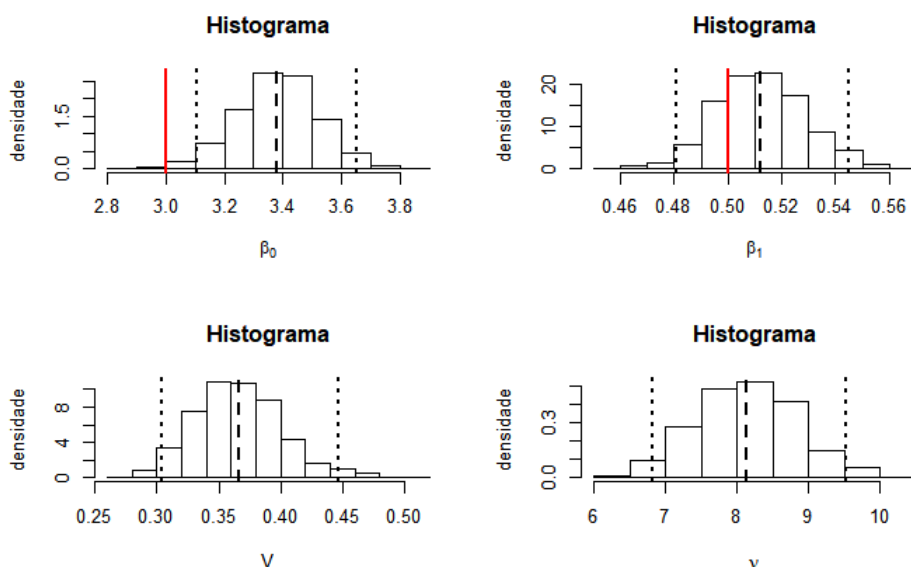 Histograma
densidade
0.0 1.5
2.8 3.0 3.2 3.4 3.6 3.8
β₀
Histograma
densidade
0 10 20
0.46 0.48 0.50 0.52 0.54 0.56
β₁
Histograma
densidade
0 4 8
0.25 0.30 0.35 0.40 0.45 0.50
V
Histograma
densidade
0.0 0.3
6 7 8 9 10